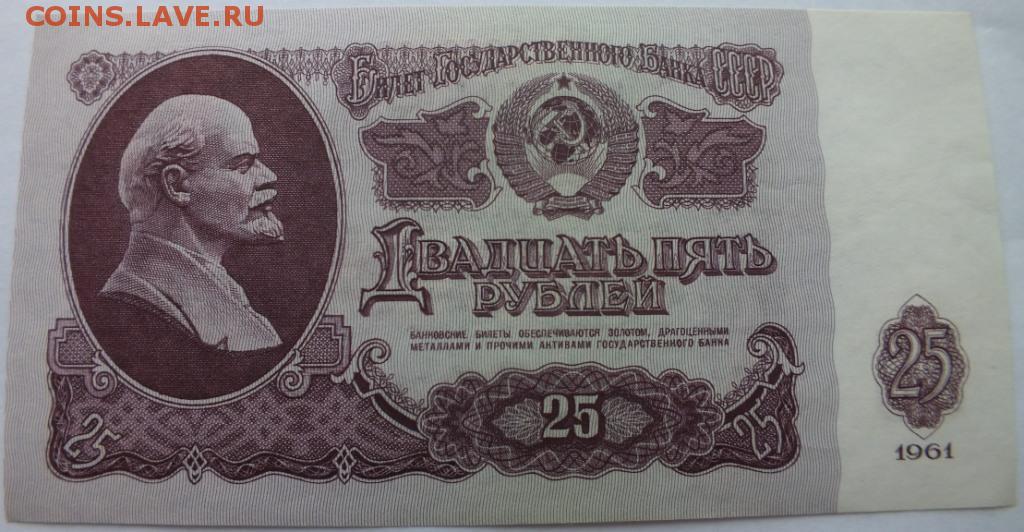 COINS.LAVE.RU
Билет Государственного Банка СССР
Двадцать пять
рублей
БАНКОВСКИЕ БИЛЕТЫ ОБЕСПЕЧИВАЮТСЯ ЗОЛОТОМ, ДРАГОЦЕННЫМИ
МЕТАЛЛАМИ И ПРОЧИМИ АКТИВАМИ ГОСУДАРСТВЕННОГО БАНКА
25
25
25
25
1961